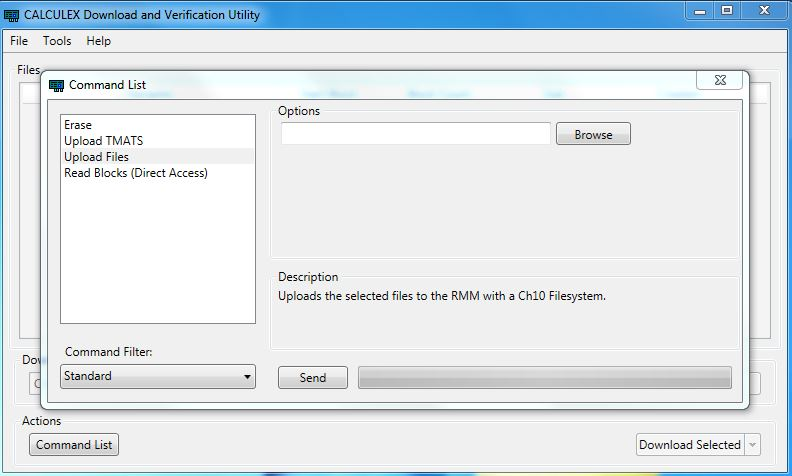 CALCULEX Download and Verification Utility
File Tools Help
Files
Command List
Erase
Upload TMATS
Upload Files
Read Blocks (Direct Access)
Options
Browse
Description
Uploads the selected files to the RMM with a Ch10 Filesystem.
Command Filter:
Standard
Send
Actions
Command List
Download Selected